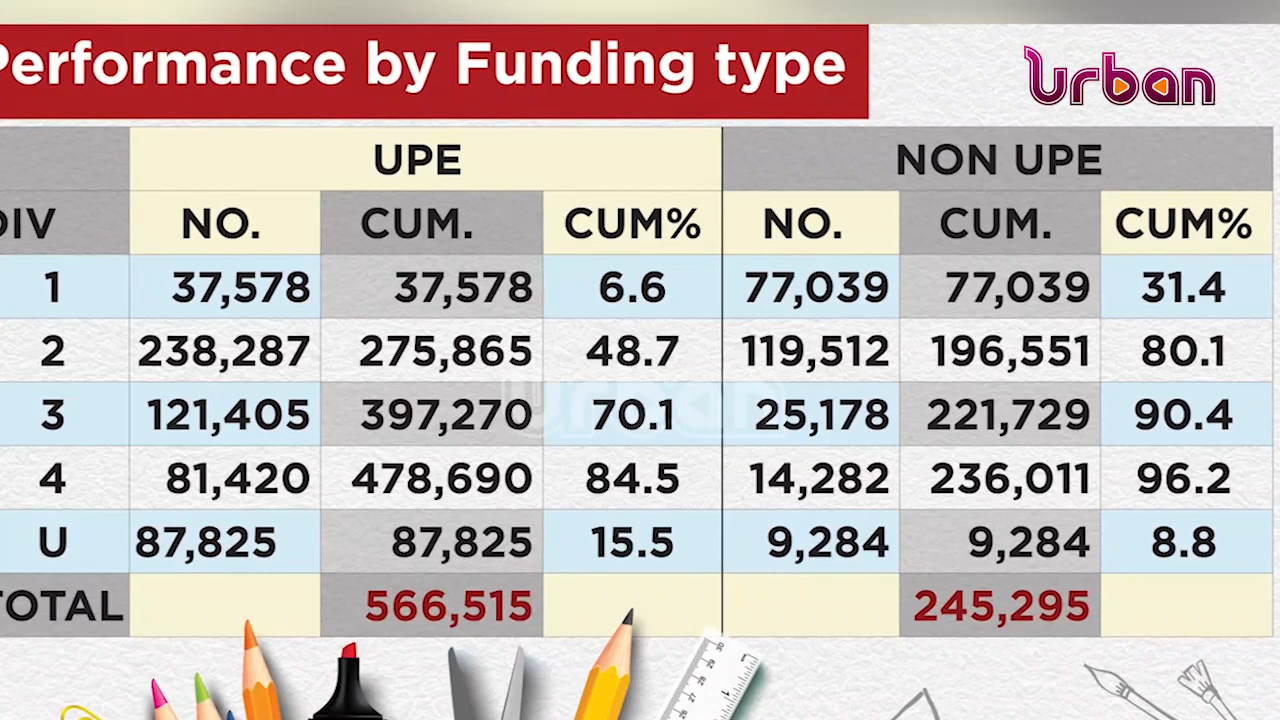 Performance by Funding type
urban
UPE NON UPE
DIV NO. CUM. CUM% NO. CUM. CUM%
1 37,578 37,578 6.6 77,039 77,039 31.4
2 238,287 275,865 48.7 119,512 196,551 80.1
3 121,405 397,270 70.1 25,178 221,729 90.4
4 81,420 478,690 84.5 14,282 236,011 96.2
U 87,825 87,825 15.5 9,284 9,284 8.8
TOTAL 566,515 245,295
urban